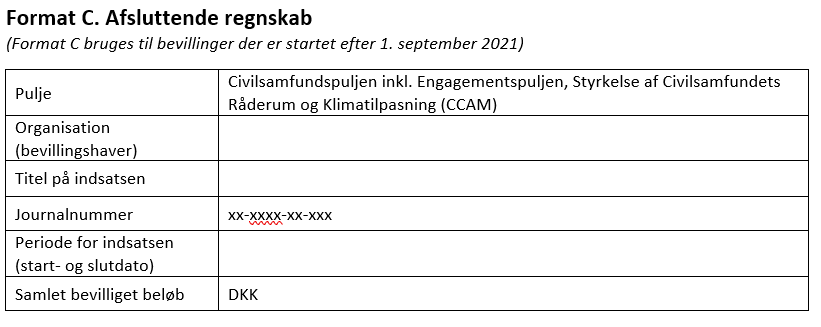 Format C. Afsluttende regnskab
(Format C bruges til bevillinger der er startet efter 1. september 2021)
Pulje
Civilsamfundspuljen inkl. Engagementspuljen, Styrkelse af Civilsamfundets
Råderum og Klimatilpasning (CCAM)
Organisation
(bevillingshaver)
Titel på indsatsen
Journalnummer
xx-xxxx-xx-xxx
Periode for indsatsen
(start- og slutdato)
Samlet bevilliget beløb
DKK